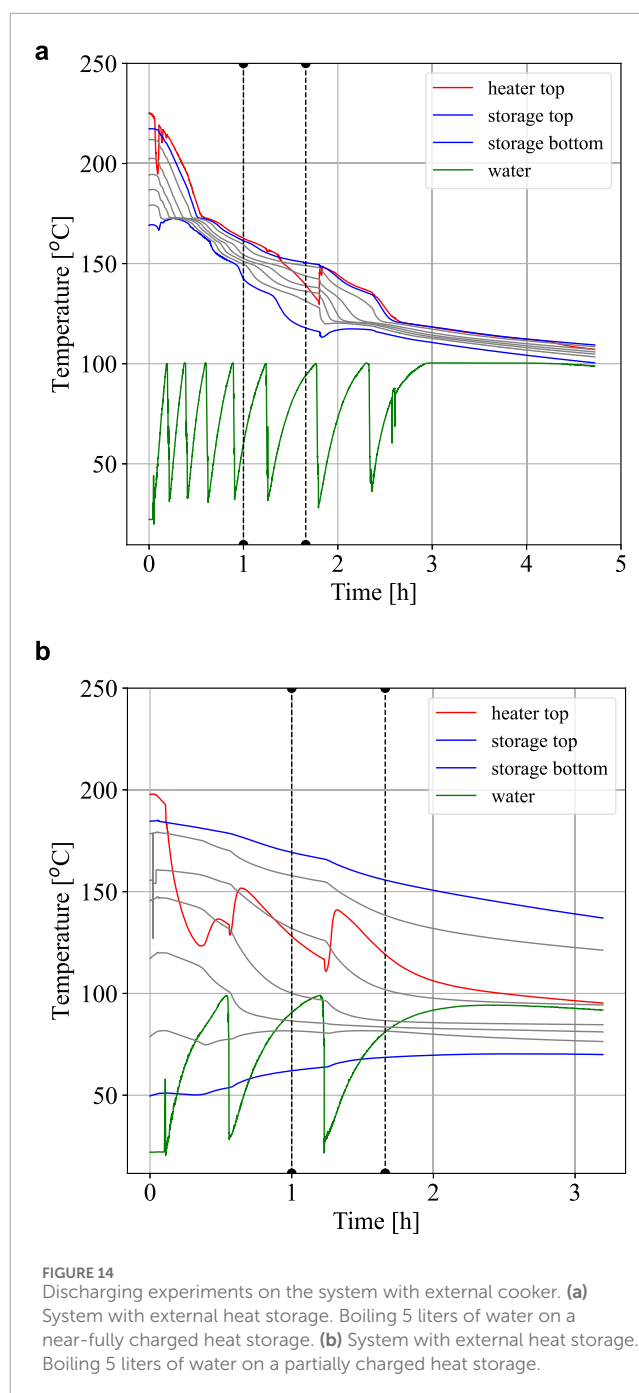 a
250
200
150
100
50
Temperature [°C]
heater top
storage top
storage bottom
water
0 1 2 3 4 5
Time [h]
b
250
200
150
100
50
Temperature [°C]
heater top
storage top
storage bottom
water
0 1 2 3
Time [h]
FIGURE 14
Discharging experiments on the system with external cooker. (a)
System with external heat storage. Boiling 5 liters of water on a
near-fully charged heat storage. (b) System with external heat storage.
Boiling 5 liters of water on a partially charged heat storage.